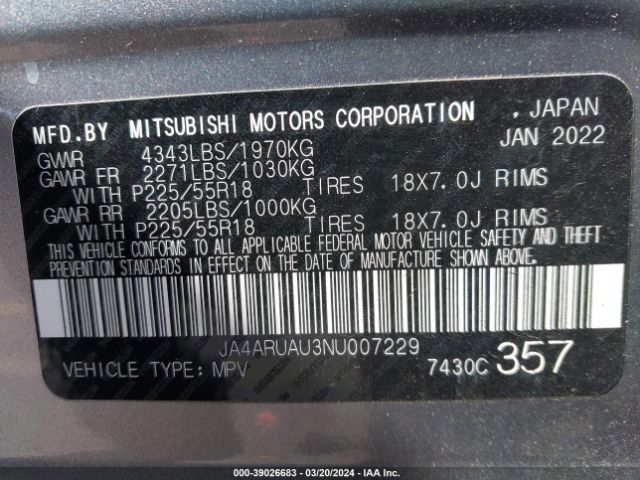 MFD.BY MITSUBISHI MOTORS CORPORATION , JAPAN
JAN 2022
GVWR 4343LBS/1970KG
GAWR FR 2271LBS/1030KG
WITH P225/55R18 TIRES 18X7.0J RIMS
GAWR RR 2205LBS/1000KG
WITH P225/55R18 TIRES 18X7.0J RIMS
THIS VEHICLE CONFORMS TO ALL APPLICABLE FEDERAL MOTOR VEHICLE SAFETY AND THEFT
PREVENTION STANDARDS IN EFFECT ON THE DATE OF MANUFACTURE SHOWN ABOVE.
JA4ARUAU3NU007229
VEHICLE TYPE: MPV 7430C 357
000-39026683 - 03/20/2024 - IAA Inc.